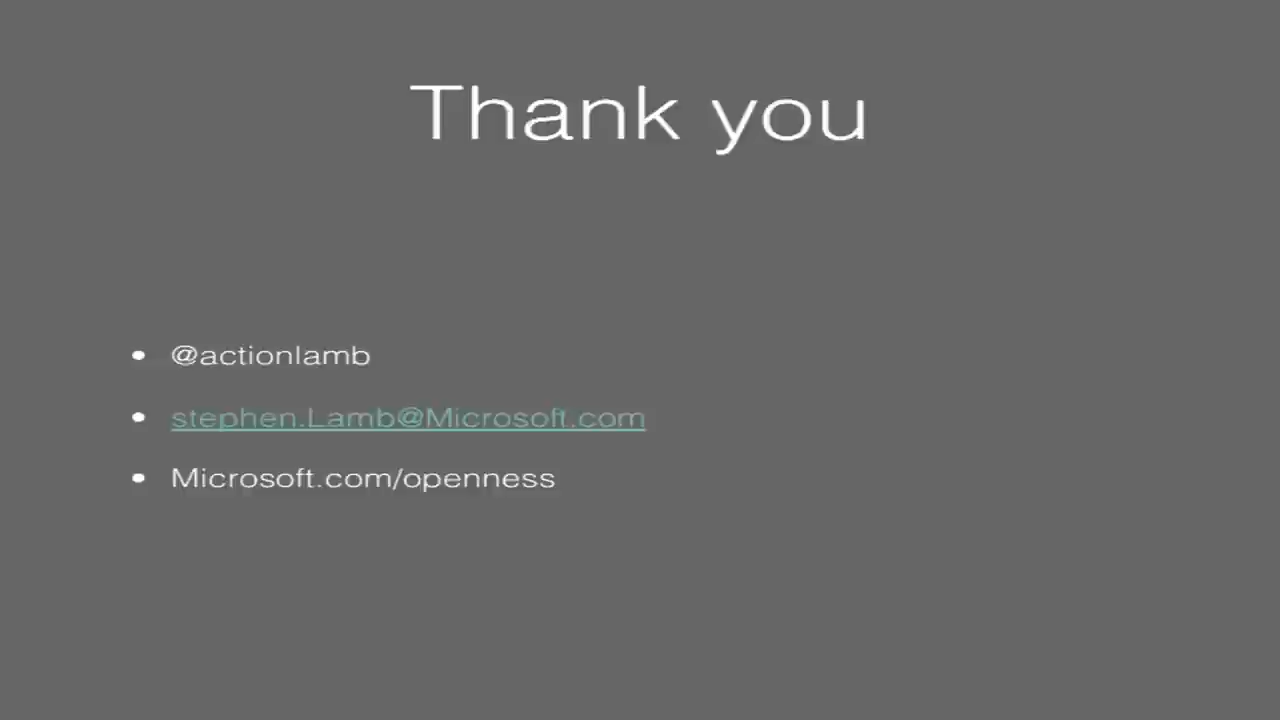 Thank you
• @actionlamb
• stephen.Lamb@Microsoft.com
• Microsoft.com/openness